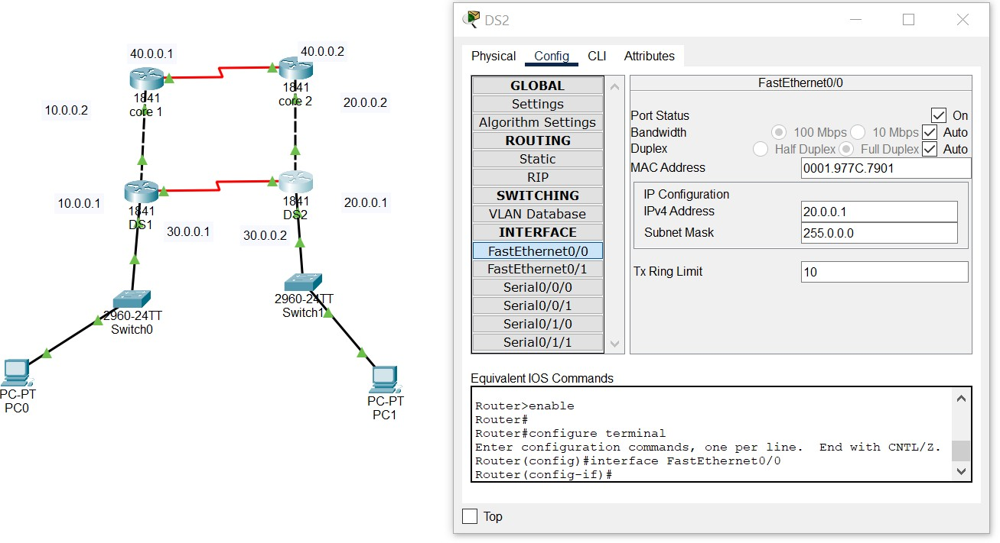 40.0.0.1
40.0.0.2
1841
core 1
1841
core 2
10.0.0.2
20.0.0.2
10.0.0.1
1841
DS1
1841
DS2
20.0.0.1
30.0.0.1
30.0.0.2
2960-24TT
Switch0
2960-24TT
Switch1
PC-PT
PC0
PC-PT
PC1
DS2
Physical Config CLI Attributes
GLOBAL
Settings
Algorithm Settings
ROUTING
Static
RIP
SWITCHING
VLAN Database
INTERFACE
FastEthernet0/0
FastEthernet0/1
Serial0/0/0
Serial0/0/1
Serial0/1/0
Serial0/1/1
FastEthernet0/0
Port Status On
Bandwidth 100 Mbps 10 Mbps Auto
Duplex Half Duplex Full Duplex Auto
MAC Address 0001.977C.7901
IP Configuration
IPv4 Address 20.0.0.1
Subnet Mask 255.0.0.0
Tx Ring Limit 10
Equivalent IOS Commands
Router>enable
Router#
Router#configure terminal
Enter configuration commands, one per line. End with CNTL/Z.
Router(config)#interface FastEthernet0/0
Router(config-if)#
Top